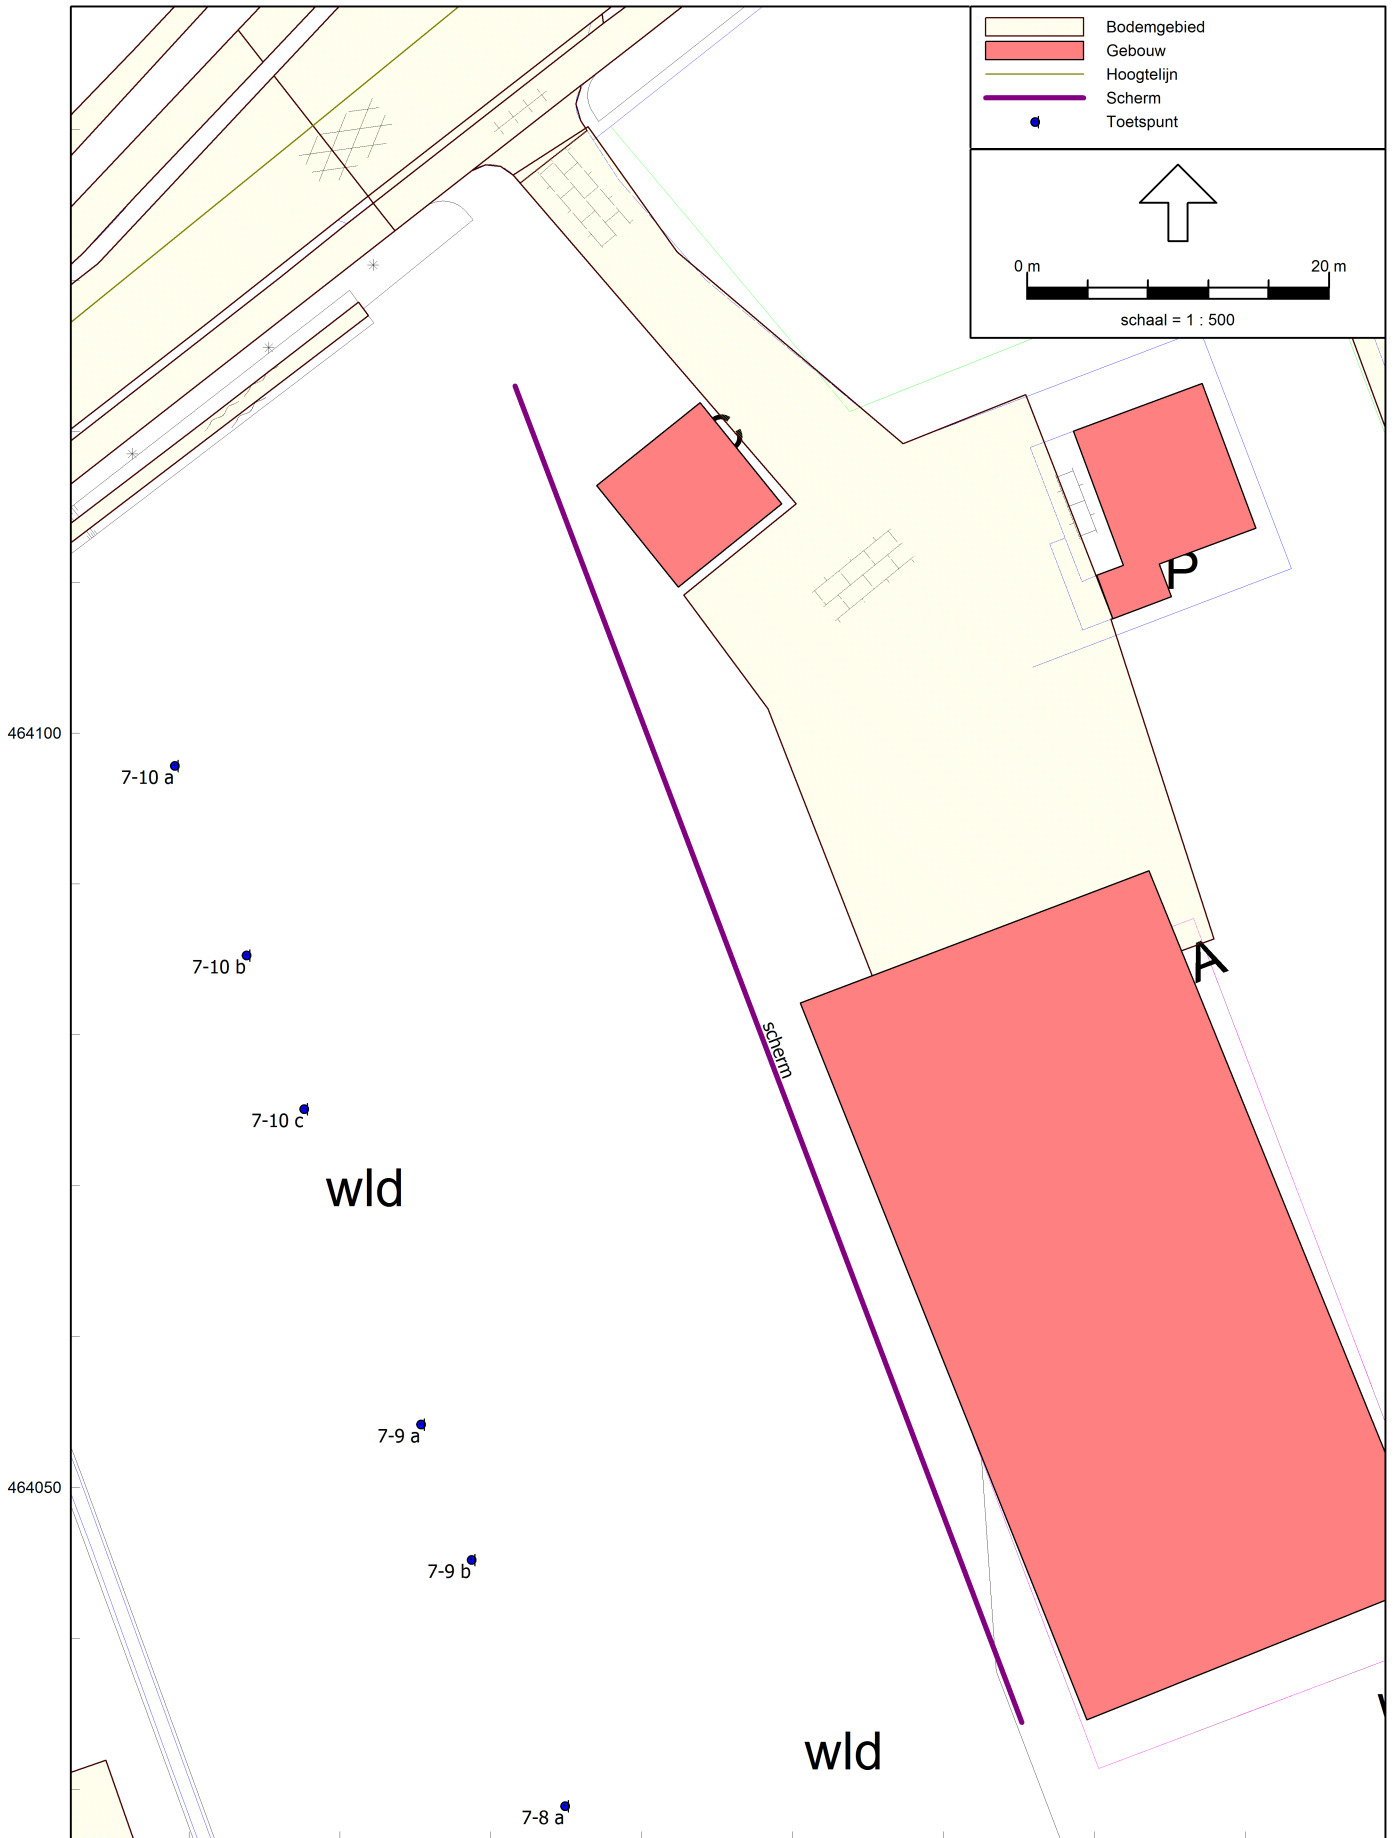 Bodemgebied
Gebouw
Hoogtelijn
Scherm
Toetspunt
0 m 20 m
schaal = 1 : 500
P
464100
7-10 a
A
7-10 b
scherm
7-10 c
wld
7-9 a
464050
7-9 b
wld
7-8 a